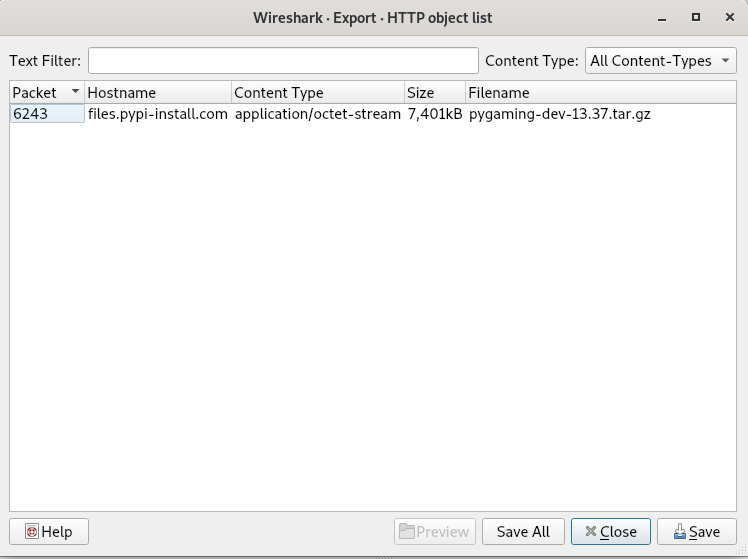 Wireshark · Export · HTTP object list
Text Filter: Content Type: All Content-Types
Packet Hostname Content Type Size Filename
6243 files.pypi-install.com application/octet-stream 7,401kB pygaming-dev-13.37.tar.gz
Help Preview Save All Close Save